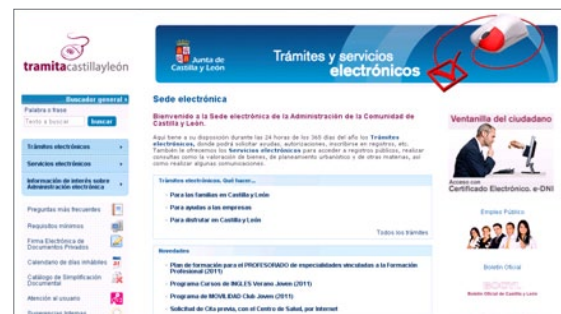 tramitacastillayleón
Junta de
Castilla y León
Trámites y servicios
electrónicos
Buscador general
Palabra o frase
Texto a buscar
buscar
Trámites electrónicos
Servicios electrónicos
Información de interés sobre
Administración electrónica
Preguntas más frecuentes
Requisitos mínimos
Firma Electrónica de
Documentos Privados
Calendario de días inhábiles
Catálogo de Simplificación
Documental
Atención al usuario
Sugerencias Internas
Sede electrónica
Bienvenido a la Sede electrónica de la Administración de la Comunidad de
Castilla y León.
Aquí tiene a su disposición durante las 24 horas de los 365 días del año los Trámites
electrónicos, donde podrá solicitar ayudas, autorizaciones, inscribirse en registros, etc.
También le ofrecemos los Servicios electrónicos para acceder a registros públicos, realizar
consultas como la valoración de bienes, de planeamiento urbanístico y de otras materias, así
como realizar algunas comunicaciones.
Trámites electrónicos. Qué hacer...
Para las familias en Castilla y León
Para ayudas a las empresas
Para disfrutar en Castilla y León
Todos los trámites
Novedades
Plan de formación para el PROFESORADO de especialidades vinculadas a la Formación
Profesional (2011)
Programa Cursos de INGLES Verano Joven (2011)
Programa de MOVILIDAD Club Joven (2011)
Solicitud de Cita previa, con el Centro de Salud, por Internet
Ventanilla del ciudadano
Acceso con
Certificado Electrónico. e-DNI
Empleo Público
Boletín Oficial
BOCYL
Boletín Oficial de Castilla y León